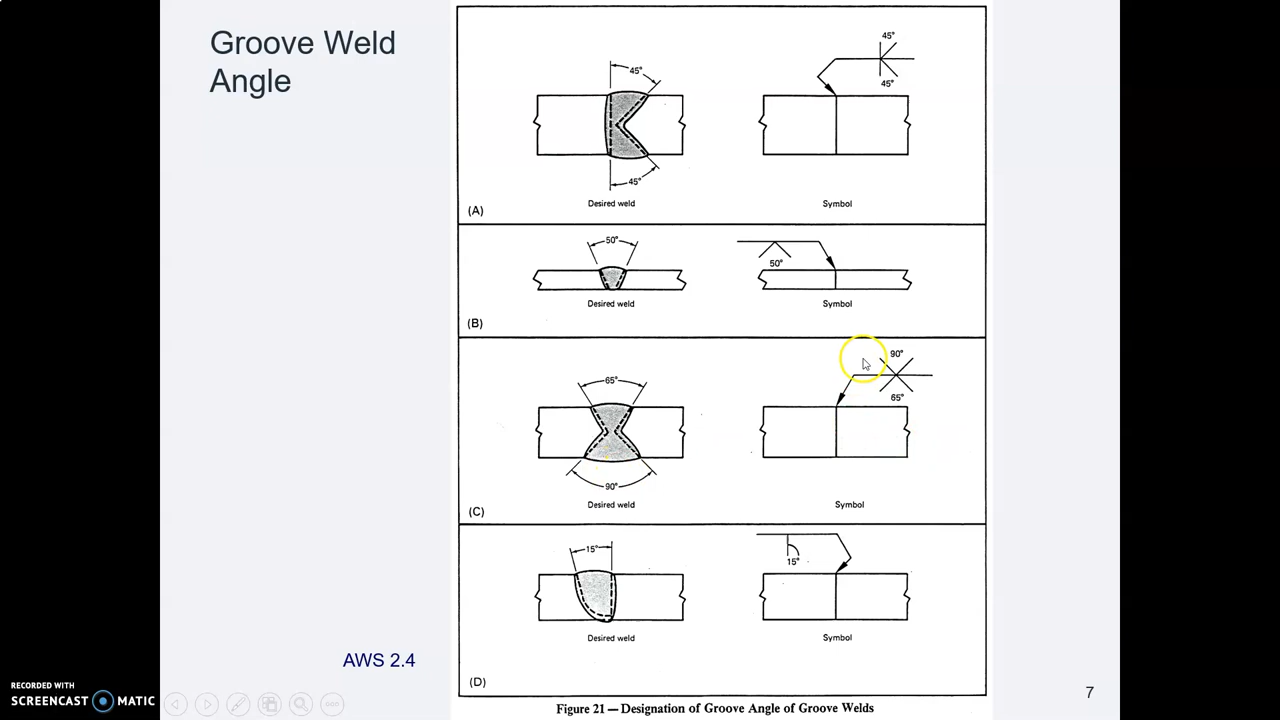 Groove Weld
Angle
45°
45°
45°
45°
Desired weld
Symbol
(A)
50°
50°
Desired weld
Symbol
(B)
65°
90°
65°
90°
Desired weld
Symbol
(C)
15°
15°
Desired weld
Symbol
(D)
AWS 2.4
Figure 21—Designation of Groove Angle of Groove Welds
7
RECORDED WITH
SCREENCAST MATIC